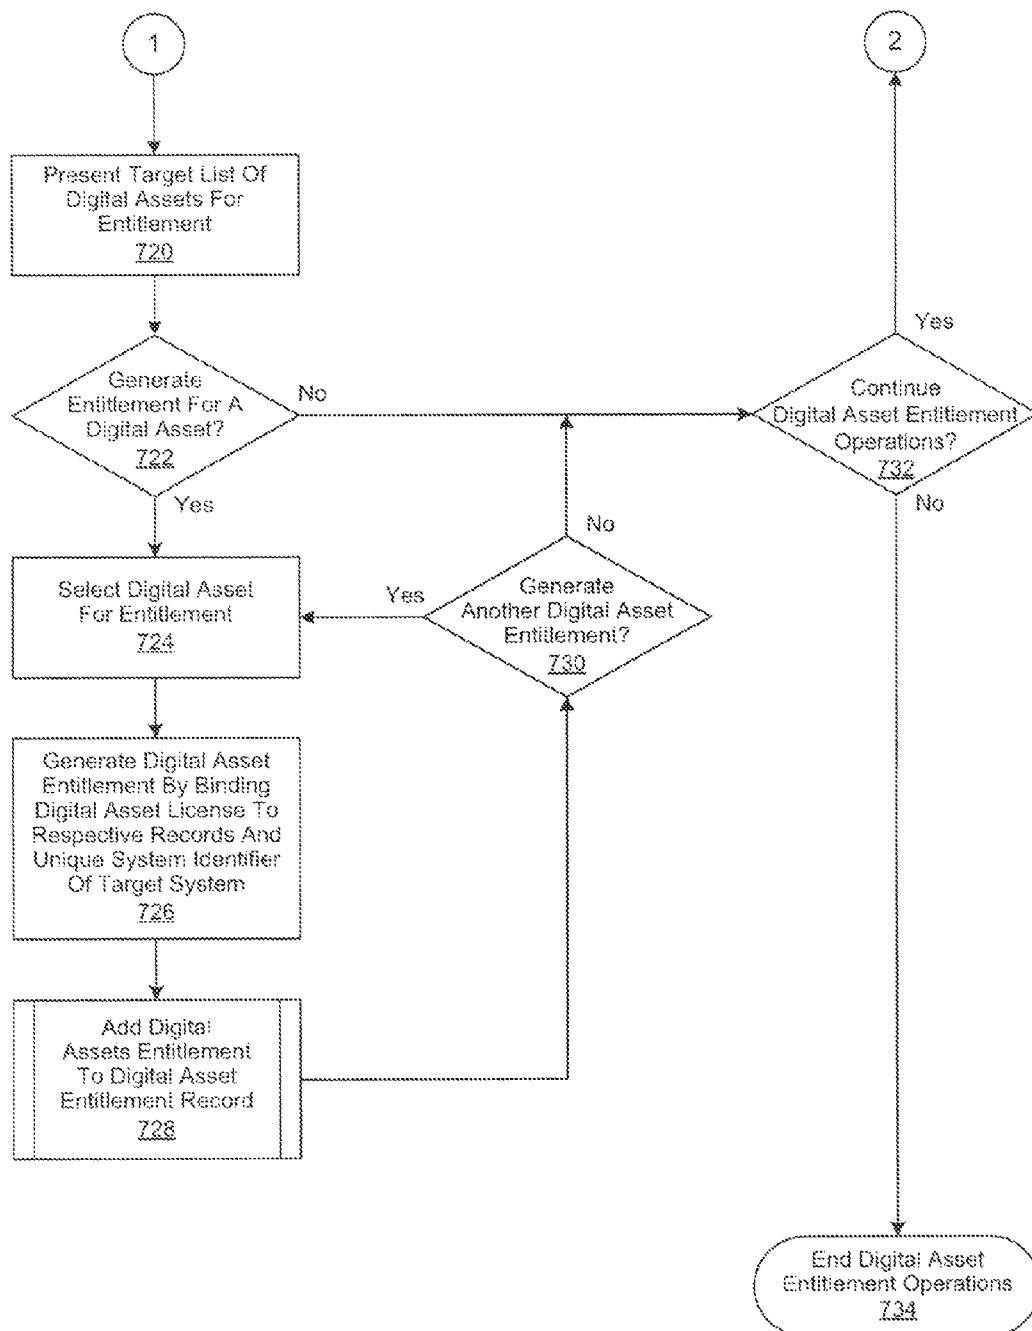 1
Present Target List Of
Digital Assets For
Entitlement
720
Generate
Entitlement For A
Digital Asset?
722
No
Yes
Select Digital Asset
For Entitlement
724
Generate Digital Asset
Entitlement By Binding
Digital Asset License To
Respective Records And
Unique System Identifier
Of Target System
726
Add Digital
Assets Entitlement
To Digital Asset
Entitlement Record
728
No
Yes
Generate
Another Digital Asset
Entitlement?
730
2
Yes
Continue
Digital Asset Entitlement
Operations?
732
No
End Digital Asset
Entitlement Operations
734